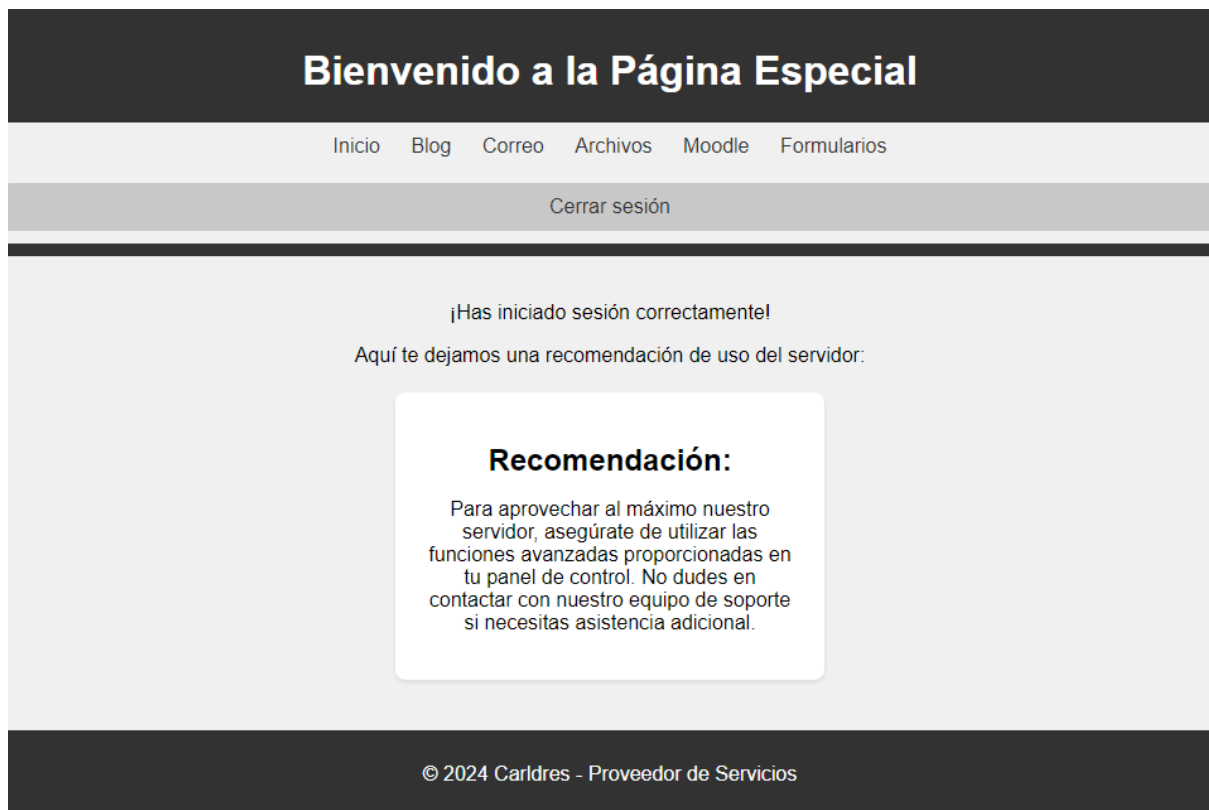 Bienvenido a la Página Especial
Inicio Blog Correo Archivos Moodle Formularios
Cerrar sesión
¡Has iniciado sesión correctamente!
Aquí te dejamos una recomendación de uso del servidor:
Recomendación:
Para aprovechar al máximo nuestro
servidor, asegúrate de utilizar las
funciones avanzadas proporcionadas en
tu panel de control. No dudes en
contactar con nuestro equipo de soporte
si necesitas asistencia adicional.
© 2024 Carldres - Proveedor de Servicios